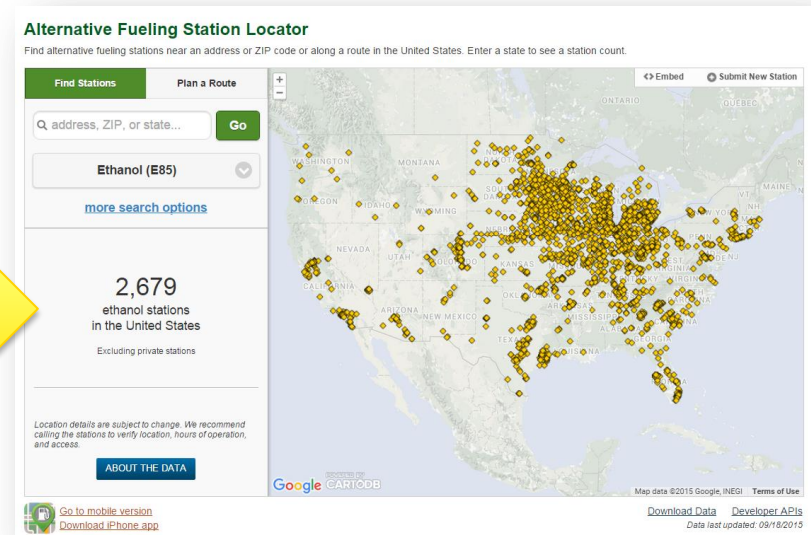 Alternative Fueling Station Locator
Find alternative fueling stations near an address or ZIP code or along a route in the United States. Enter a state to see a station count.
Find Stations
Plan a Route
address, ZIP, or state...
Go
Ethanol (E85)
more search options
2,679
ethanol stations
in the United States
Excluding private stations
Location details are subject to change. We recommend
calling the stations to verify location, hours of operation,
and access.
ABOUT THE DATA
+
−
<> Embed
Submit New Station
ONTARIO
QUEBEC
WASHINGTON
MONTANA
MAINE
VT
NH
OREGON
IDAHO
WYOMING
NEVADA
UTAH
KANSAS
CALIFORNIA
ARIZONA
NEW MEXICO
MISSISSIPPI
GEORGIA
Google
POWERED BY
CARTODB
Map data ©2015 Google, INEGI
Terms of Use
Go to mobile version
Download iPhone app
Download Data
Developer APIs
Data last updated: 09/18/2015